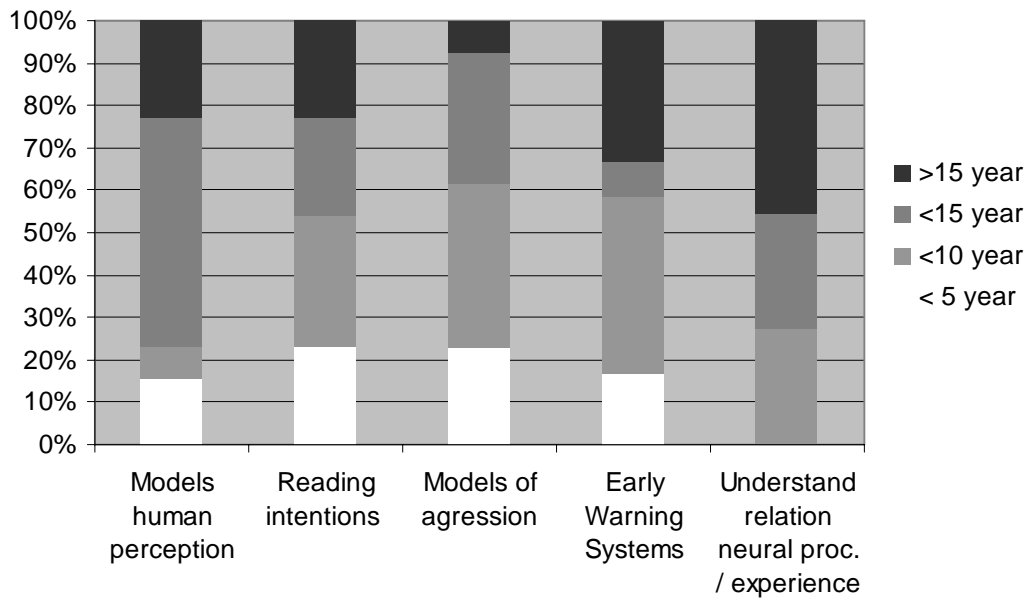 100%
90%
80%
70%
60%
50%
40%
30%
20%
10%
0%
Models
human
perception
Reading
intentions
Models of
agression
Early
Warning
Systems
Understand
relation
neural proc.
/ experience
>15 year
<15 year
<10 year
< 5 year